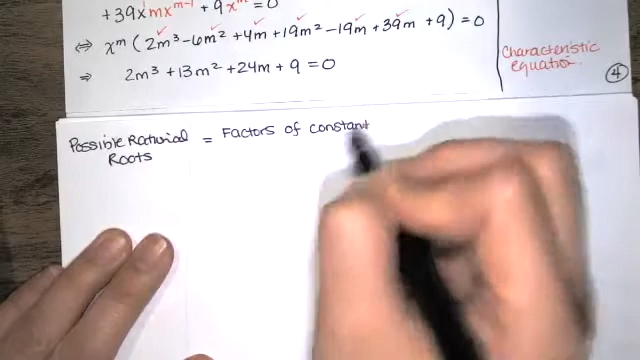 +39x m x^{m-1} + 9x^m = 0
⇔ x^m (2m³ - 6m² + 4m + 19m² - 19m + 39m + 9) = 0
⇒ 2m³ + 13m² + 24m + 9 = 0
Characteristic
equation.
4
Possible Rational
Roots
= Factors of constant